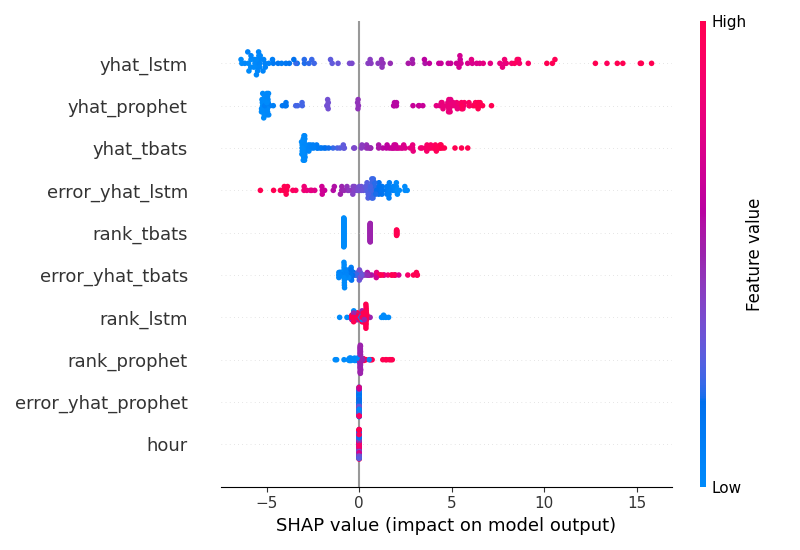 High
yhat_lstm
yhat_prophet
yhat_tbats
error_yhat_lstm
rank_tbats
error_yhat_tbats
rank_lstm
rank_prophet
error_yhat_prophet
hour
Feature value
Low
−5 0 5 10 15
SHAP value (impact on model output)